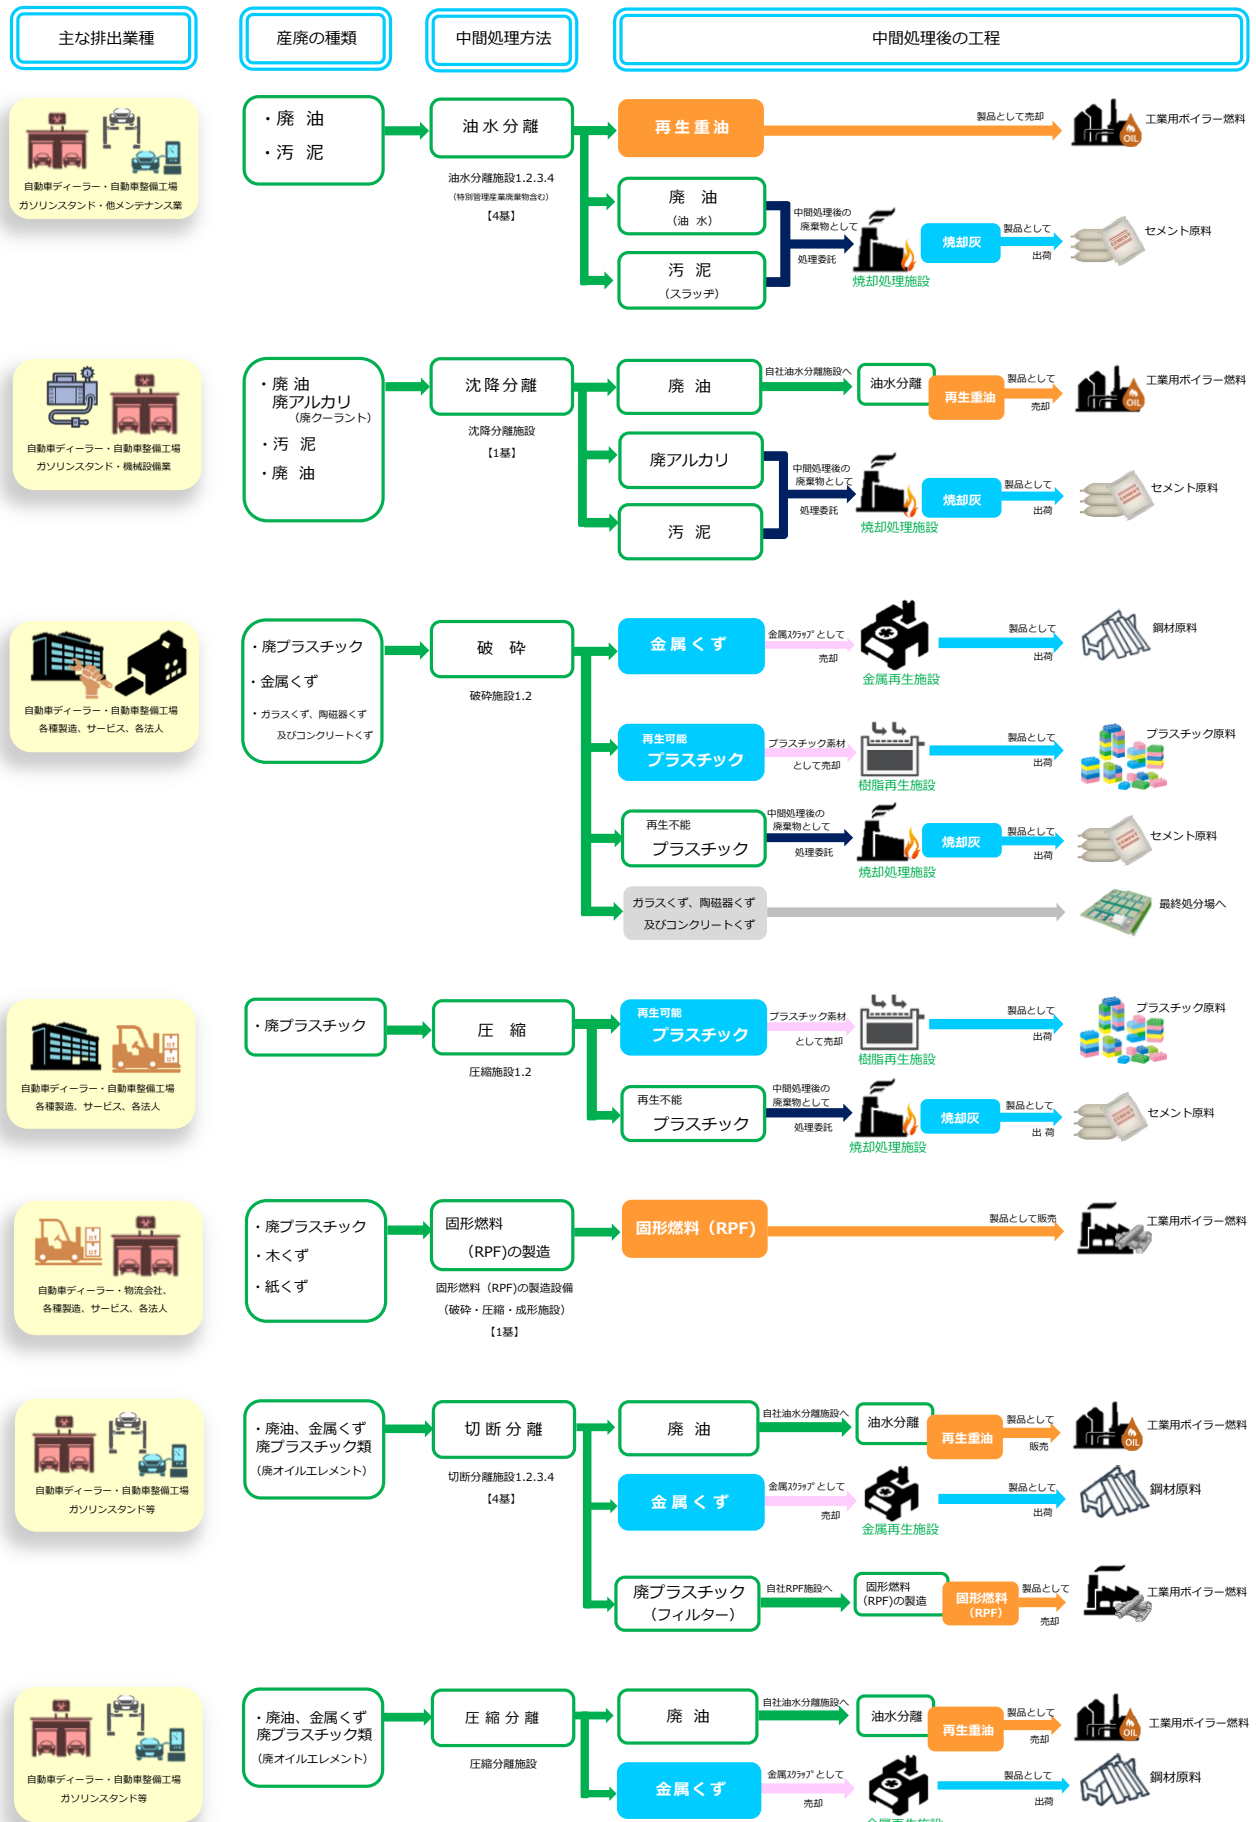 主な排出業種
産廃の種類
中間処理方法
中間処理後の工程
自動車ディーラー・自動車整備工場
ガソリンスタンド・他メンテナンス業
・廃 油
・汚 泥
油水分離
油水分離施設1.2.3.4
(特別管理産業廃棄物含む)
【4基】
再生重油
製品として売却
OIL
工業用ボイラー燃料
廃 油
(油 水)
汚 泥
(スラッヂ)
中間処理後の
廃棄物として
処理委託
焼却処理施設
焼却灰
製品として
出荷
CEMENT
セメント原料
自動車ディーラー・自動車整備工場
ガソリンスタンド・機械設備業
・廃 油
廃アルカリ
(廃クーラント)
・汚 泥
・廃 油
沈降分離
沈降分離施設
【1基】
廃 油
自社油水分離施設へ
油水分離
再生重油
製品として
売却
OIL
工業用ボイラー燃料
廃アルカリ
汚 泥
中間処理後の
廃棄物として
処理委託
焼却処理施設
焼却灰
製品として
出荷
CEMENT
セメント原料
自動車ディーラー・自動車整備工場
各種製造、サービス、各法人
・廃プラスチック
・金属くず
・ガラスくず、陶磁器くず
及びコンクリートくず
破 砕
破砕施設1.2
金属くず
金属ｽｸﾗｯﾌﾟとして
売却
金属再生施設
製品として
出荷
鋼材原料
再生可能
プラスチック
プラスチック素材
として売却
樹脂再生施設
製品として
出荷
プラスチック原料
再生不能
プラスチック
中間処理後の
廃棄物として
処理委託
焼却処理施設
焼却灰
製品として
出荷
CEMENT
セメント原料
ガラスくず、陶磁器くず
及びコンクリートくず
最終処分場へ
自動車ディーラー・自動車整備工場
各種製造、サービス、各法人
・廃プラスチック
圧 縮
圧縮施設1.2
再生可能
プラスチック
プラスチック素材
として売却
樹脂再生施設
製品として
出荷
プラスチック原料
再生不能
プラスチック
中間処理後の
廃棄物として
処理委託
焼却処理施設
焼却灰
製品として
出 荷
CEMENT
セメント原料
自動車ディーラー・物流会社、
各種製造、サービス、各法人
・廃プラスチック
・木くず
・紙くず
固形燃料
(RPF)の製造
固形燃料（RPF)の製造設備
（破砕・圧縮・成形施設）
【1基】
固形燃料（RPF)
製品として販売
工業用ボイラー燃料
自動車ディーラー・自動車整備工場
ガソリンスタンド等
・廃油、金属くず
廃プラスチック類
（廃オイルエレメント）
切断分離
切断分離施設1.2.3.4
【4基】
廃 油
自社油水分離施設へ
油水分離
再生重油
製品として
販売
OIL
工業用ボイラー燃料
金属くず
金属ｽｸﾗｯﾌﾟとして
売却
金属再生施設
製品として
出荷
鋼材原料
廃プラスチック
（フィルター）
自社RPF施設へ
固形燃料
(RPF)の製造
固形燃料
（RPF）
製品として
売却
工業用ボイラー燃料
自動車ディーラー・自動車整備工場
ガソリンスタンド等
・廃油、金属くず
廃プラスチック類
（廃オイルエレメント）
圧縮分離
圧縮分離施設
廃 油
自社油水分離施設へ
油水分離
再生重油
製品として
売却
OIL
工業用ボイラー燃料
金属くず
金属ｽｸﾗｯﾌﾟとして
売却
金属再生施設
製品として
出荷
鋼材原料